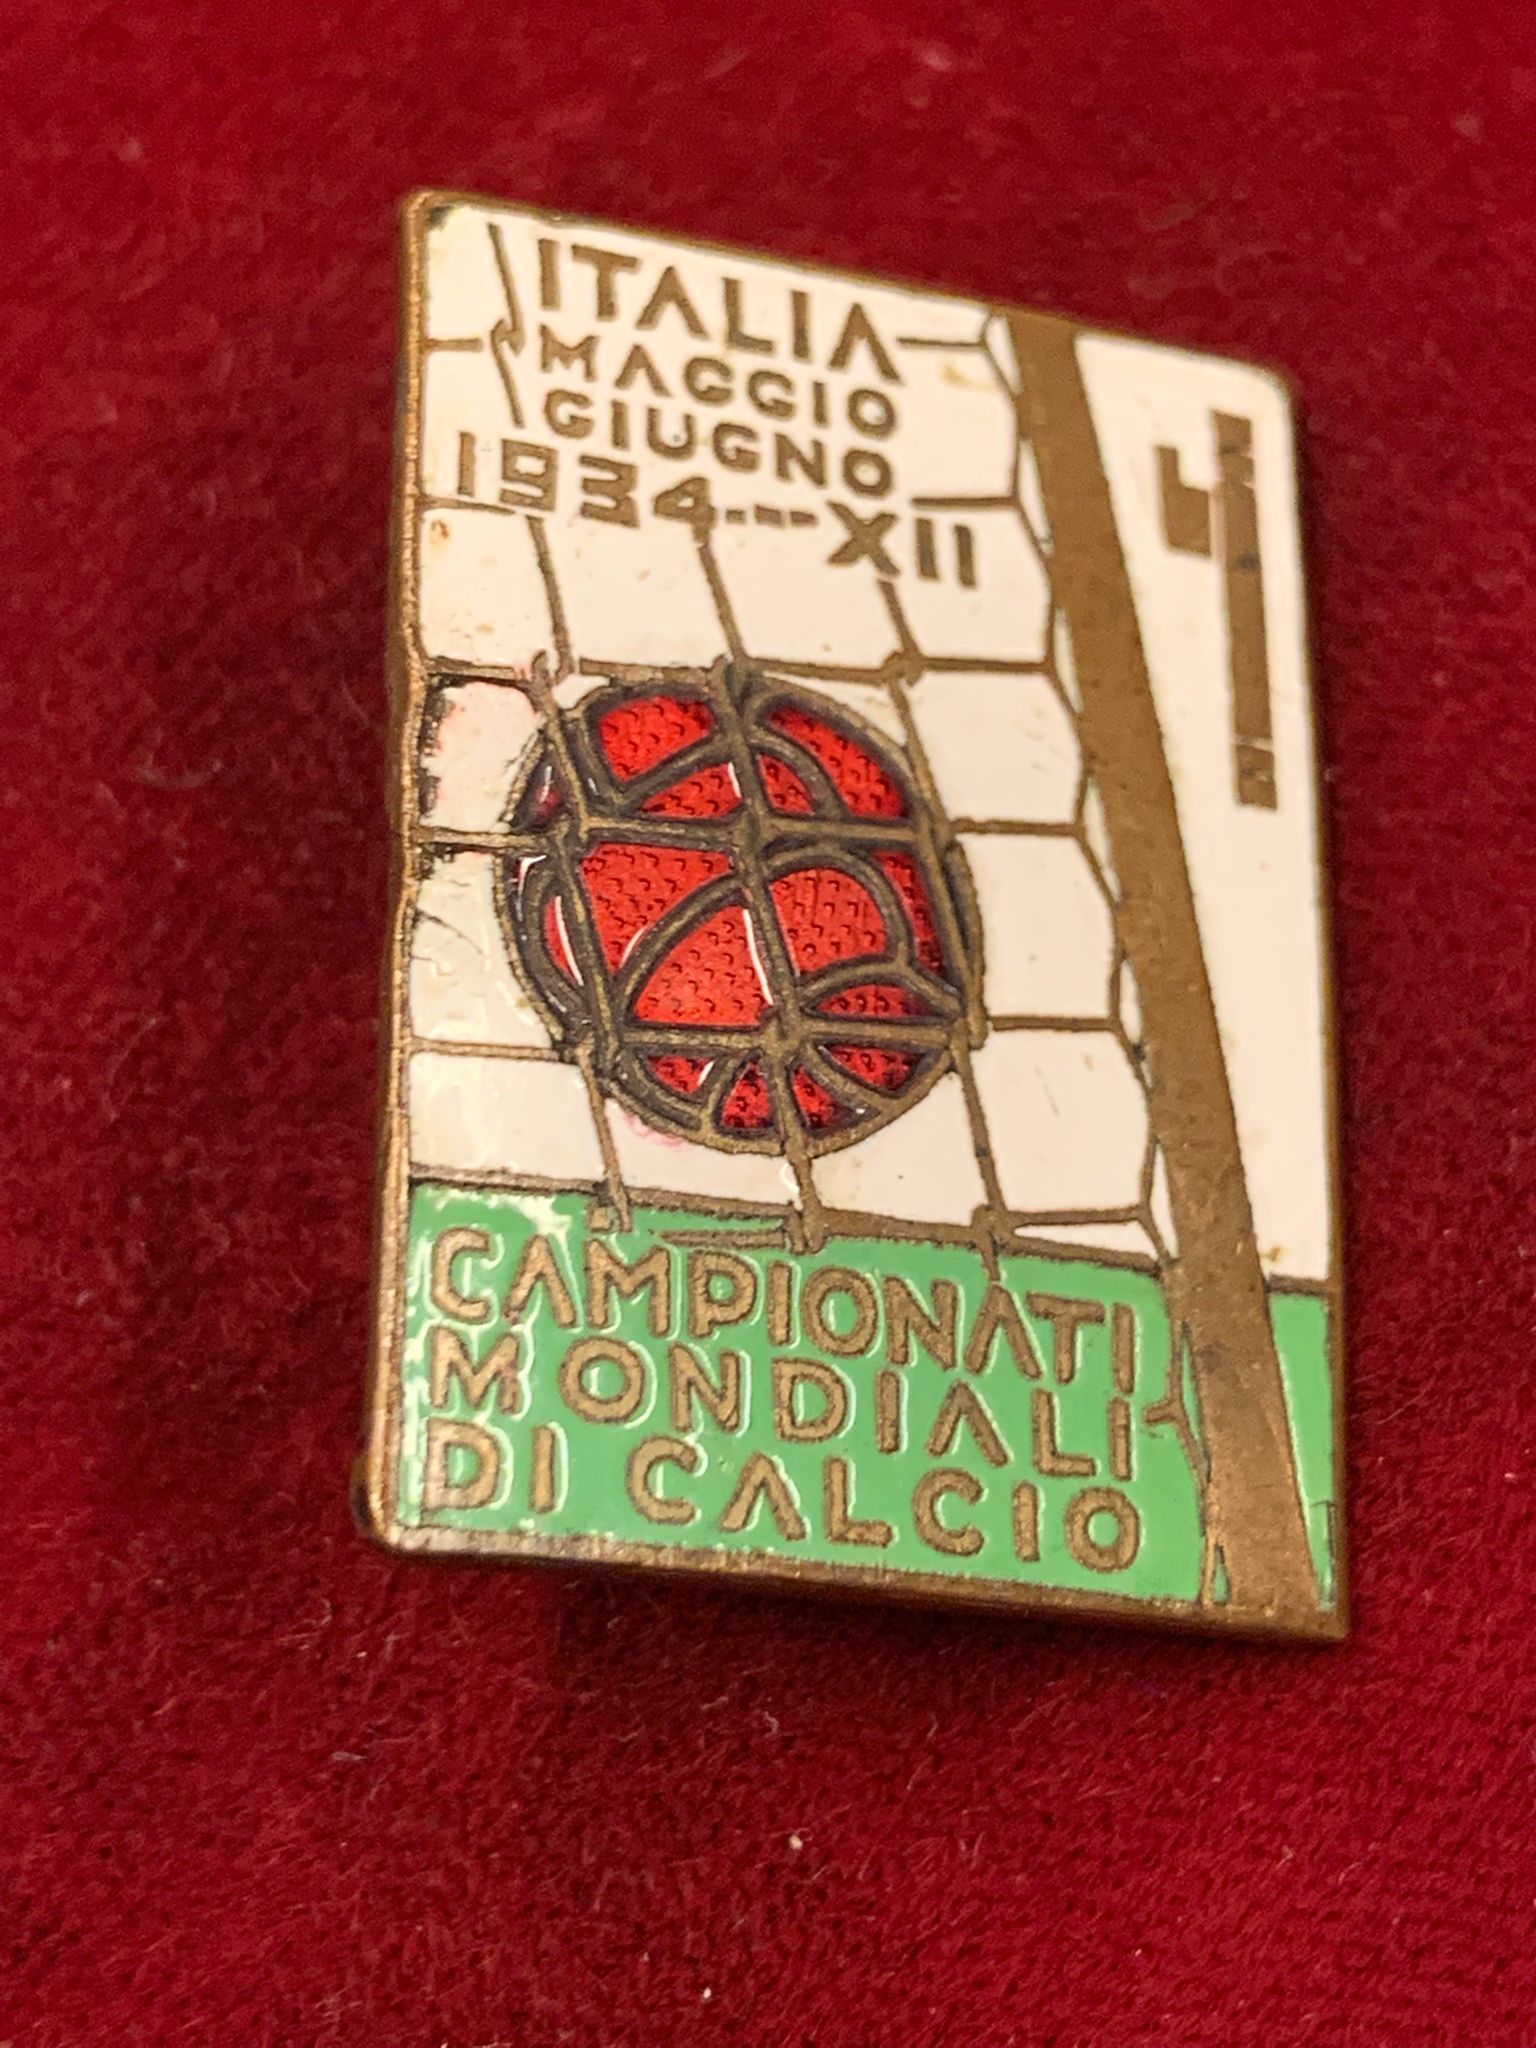 ITALIA
MAGGIO
GIUGNO
1934---XII
CAMPIONATI
MONDIALI
DI CALCIO